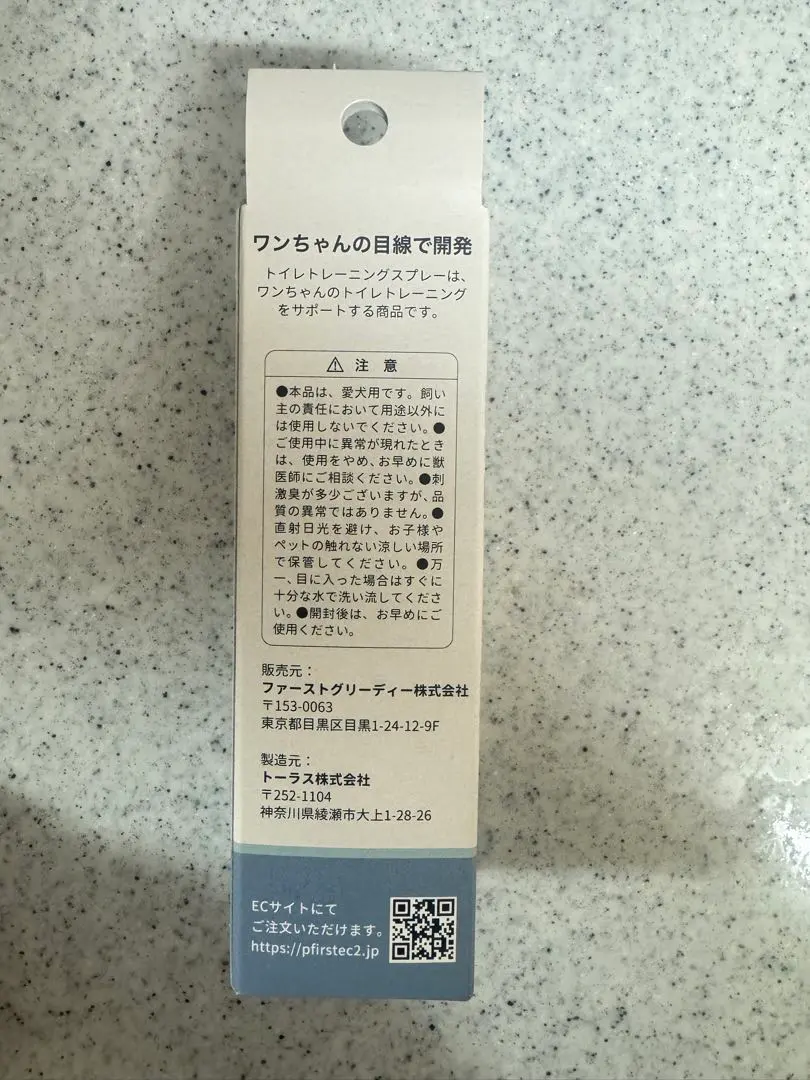 ワンちゃんの目線で開発
トイレトレーニングスプレーは、
ワンちゃんのトイレトレーニング
をサポートする商品です。
⚠ 注 意
●本品は、愛犬用です。飼い
主の責任において用途以外に
は使用しないでください。●
ご使用中に異常が現れたとき
は、使用をやめ、お早めに獣
医師にご相談ください。●刺
激臭が多少ございますが、品
質の異常ではありません。●
直射日光を避け、お子様や
ペットの触れない涼しい場所
で保管してください。●万
一、目に入った場合はすぐに
十分な水で洗い流してくださ
い。●開封後は、お早めにご
使用ください。
販売元：
ファーストグリーディー株式会社
〒153-0063
東京都目黒区目黒1-24-12-9F
製造元：
トーラス株式会社
〒252-1104
神奈川県綾瀬市大上1-28-26
ECサイトにて
ご注文いただけます。
https://pfirstec2.jp